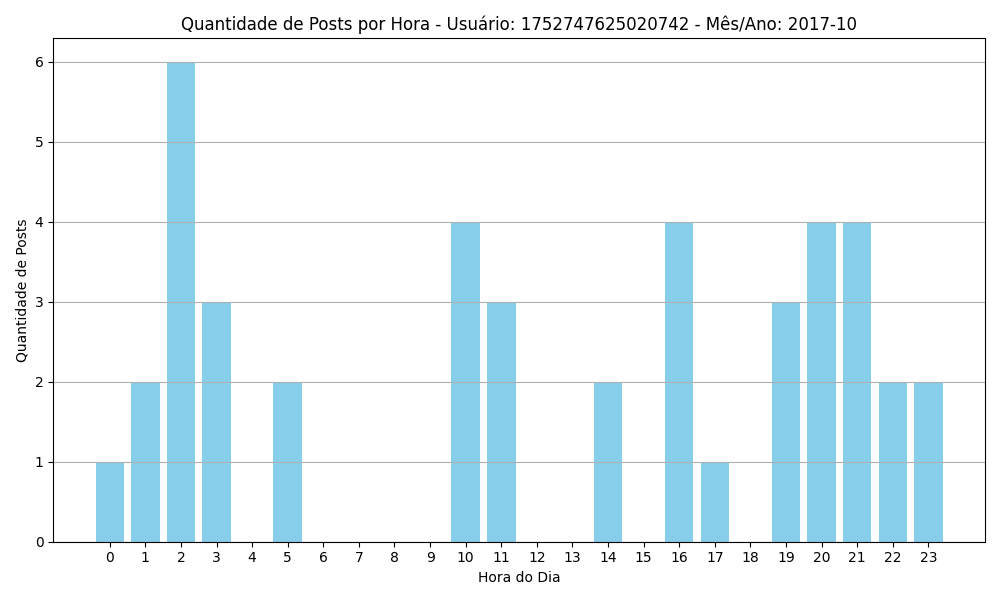 Quantidade de Posts por Hora - Usuário: 1752747625020742 - Mês/Ano: 2017-10
Quantidade de Posts
6
5
4
3
2
1
0
0 1 2 3 4 5 6 7 8 9 10 11 12 13 14 15 16 17 18 19 20 21 22 23
Hora do Dia